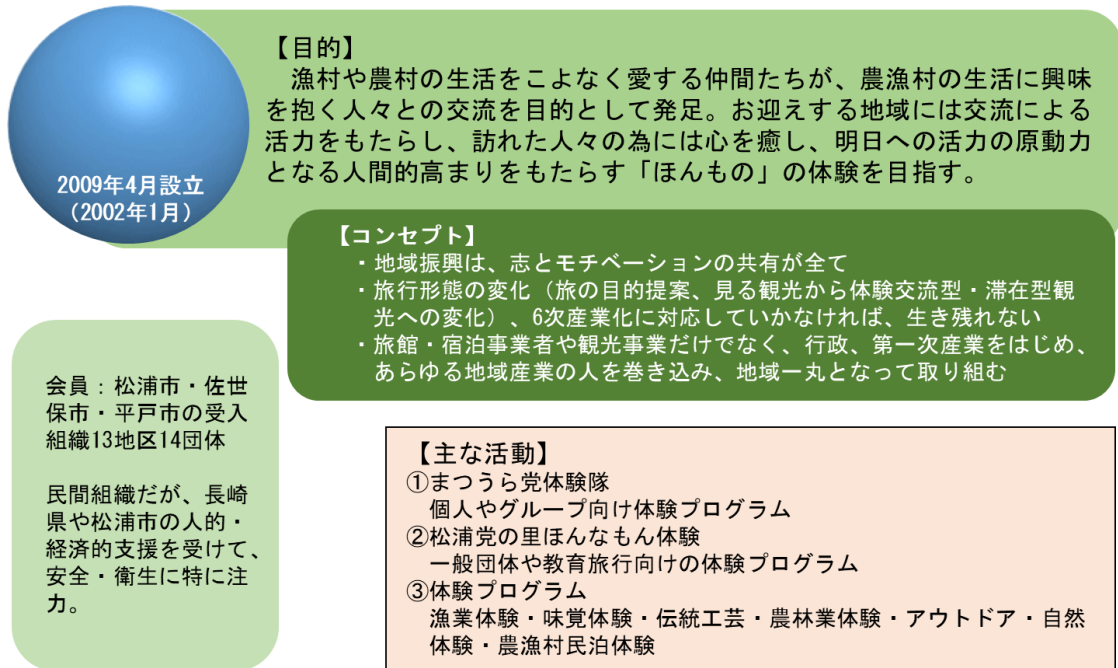 2009年4月設立
（2002年1月）
【目的】
　漁村や農村の生活をこよなく愛する仲間たちが、農漁村の生活に興味
を抱く人々との交流を目的として発足。お迎えする地域には交流による
活力をもたらし、訪れた人々の為には心を癒し、明日への活力の原動力
となる人間的高まりをもたらす「ほんもの」の体験を目指す。
【コンセプト】
・地域振興は、志とモチベーションの共有が全て
・旅行形態の変化（旅の目的提案、見る観光から体験交流型・滞在型観
光への変化）、6次産業化に対応していかなければ、生き残れない
・旅館・宿泊事業者や観光事業だけでなく、行政、第一次産業をはじめ、
あらゆる地域産業の人を巻き込み、地域一丸となって取り組む
会員：松浦市・佐世
保市・平戸市の受入
組織13地区14団体
民間組織だが、長崎
県や松浦市の人的・
経済的支援を受けて、
安全・衛生に特に注
力。
【主な活動】
①まつうら党体験隊
個人やグループ向け体験プログラム
②松浦党の里ほんなもん体験
一般団体や教育旅行向けの体験プログラム
③体験プログラム
漁業体験・味覚体験・伝統工芸・農林業体験・アウトドア・自然
体験・農漁村民泊体験